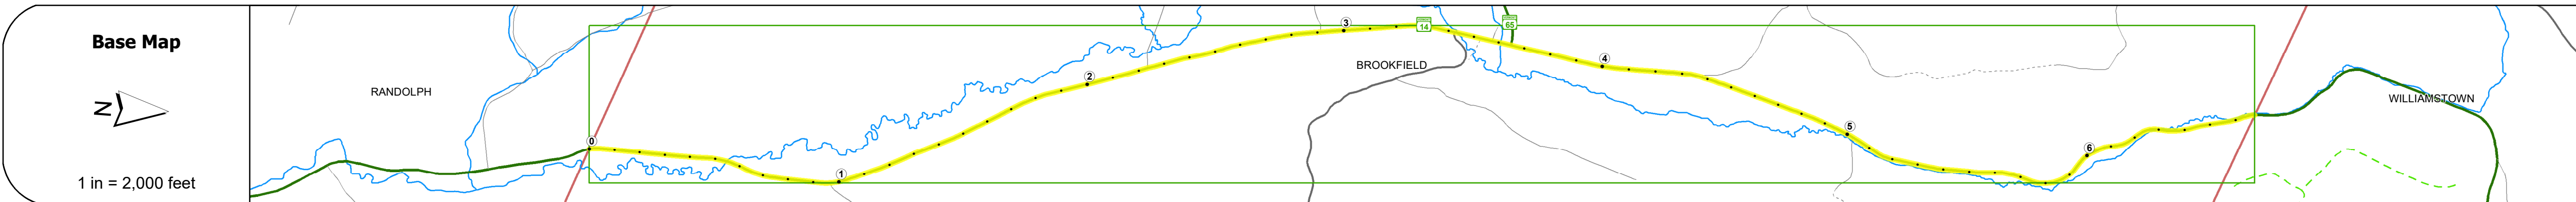 Base Map
N
1 in = 2,000 feet
RANDOLPH
0
1
2
3
14
BROOKFIELD
65
4
5
6
WILLIAMSTOWN